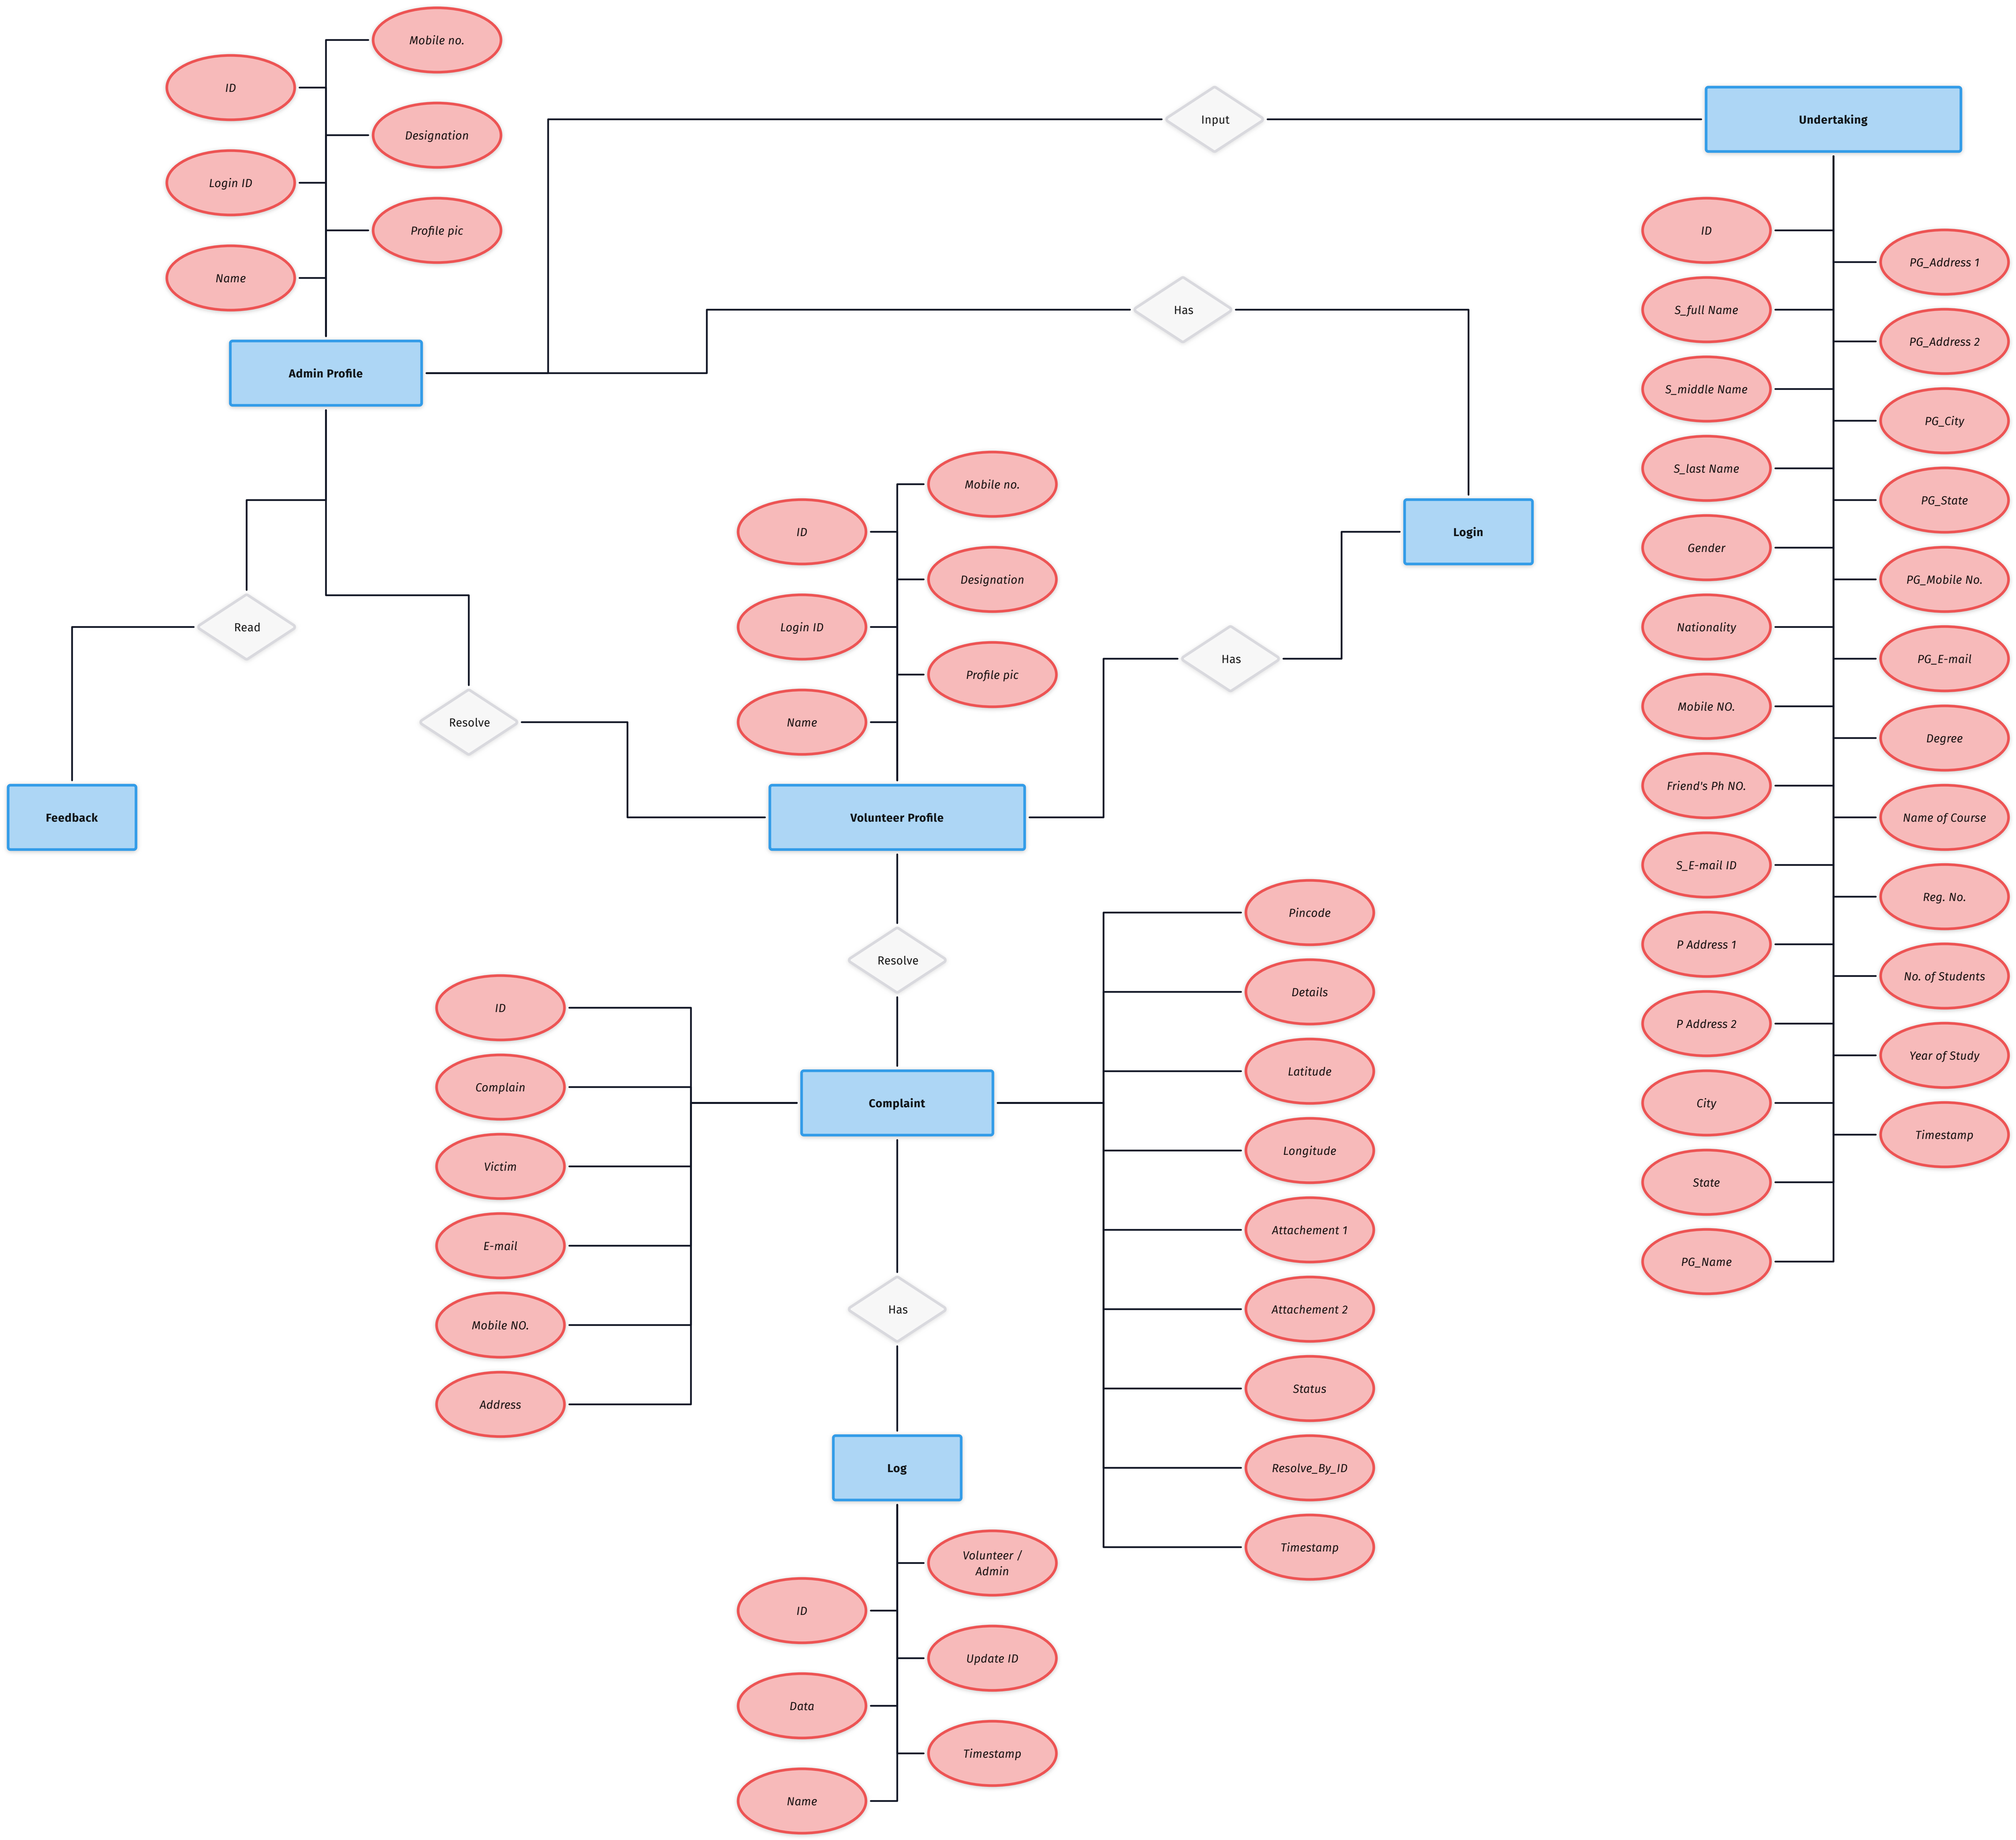 Mobile no.
ID
Designation
Login ID
Profile pic
Name
Admin Profile
Input
Undertaking
Has
Login
Read
Resolve
Feedback
Mobile no.
ID
Designation
Login ID
Profile pic
Name
Has
Volunteer Profile
Resolve
ID
Complain
Victim
E-mail
Mobile NO.
Address
Complaint
Pincode
Details
Latitude
Longitude
Attachement 1
Attachement 2
Status
Resolve_By_ID
Timestamp
Has
Log
Volunteer /
Admin
ID
Update ID
Data
Timestamp
Name
ID
PG_Address 1
S_full Name
PG_Address 2
S_middle Name
PG_City
S_last Name
PG_State
Gender
PG_Mobile No.
Nationality
PG_E-mail
Mobile NO.
Degree
Friend's Ph NO.
Name of Course
S_E-mail ID
Reg. No.
P Address 1
No. of Students
P Address 2
Year of Study
City
Timestamp
State
PG_Name